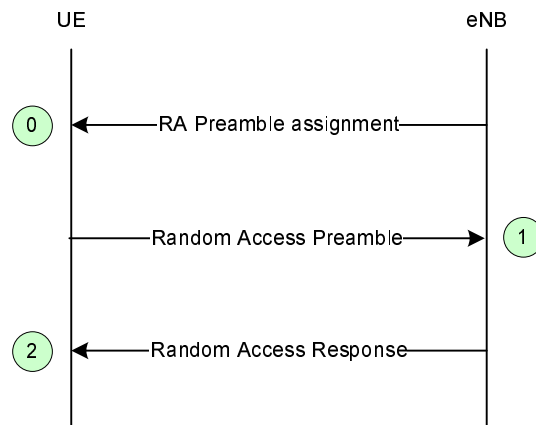 UE
eNB
0
RA Preamble assignment
Random Access Preamble
1
2
Random Access Response